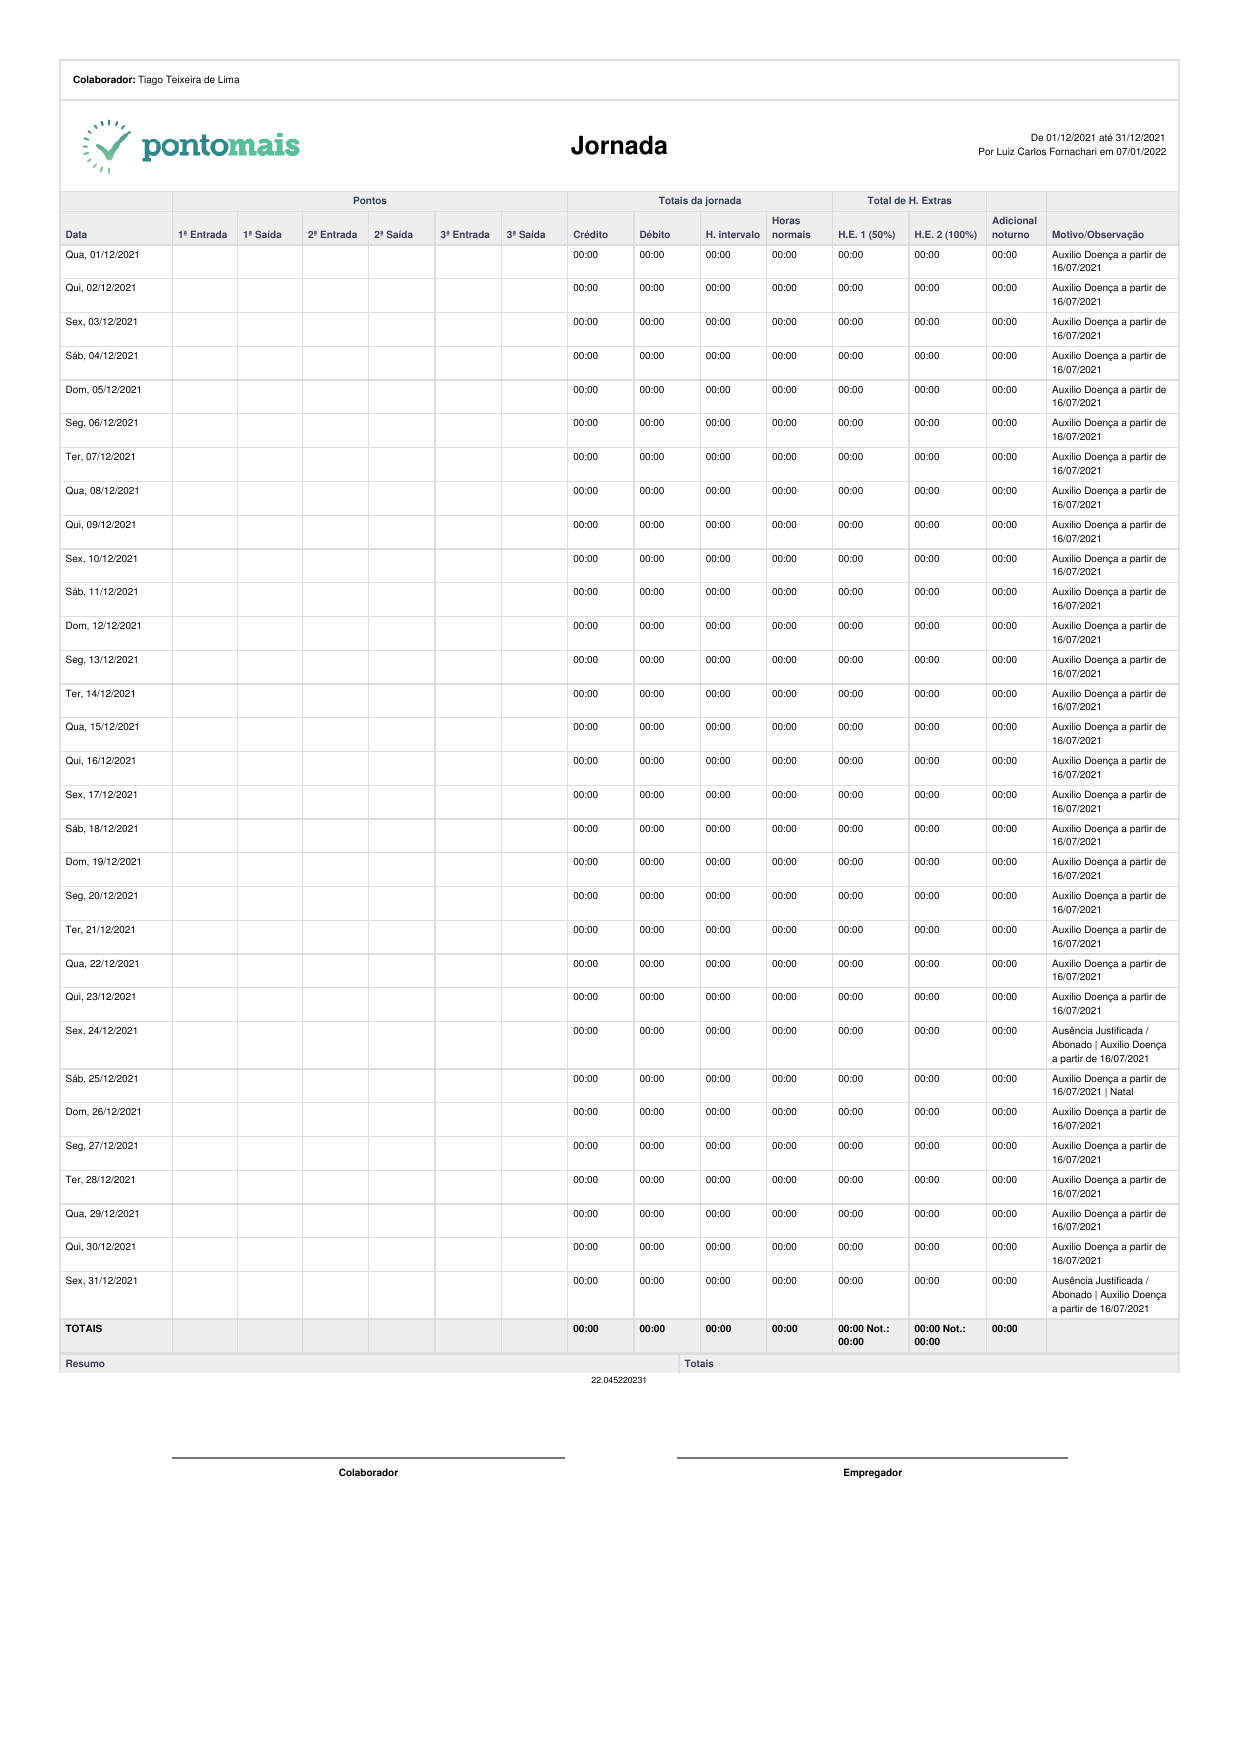 Colaborador: Tiago Teixeira de Lima
pontomais
Jornada
De 01/12/2021 até 31/12/2021
Por Luiz Carlos Fornachari em 07/01/2022
Pontos Totais da jornada Total de H. Extras
Data 1ª Entrada 1ª Saída 2ª Entrada 2ª Saída 3ª Entrada 3ª Saída Crédito Débito H. intervalo Horas normais H.E. 1 (50%) H.E. 2 (100%) Adicional noturno Motivo/Observação
Qua, 01/12/2021 00:00 00:00 00:00 00:00 00:00 00:00 00:00 Auxilio Doença a partir de
16/07/2021
Qui, 02/12/2021 00:00 00:00 00:00 00:00 00:00 00:00 00:00 Auxilio Doença a partir de
16/07/2021
Sex, 03/12/2021 00:00 00:00 00:00 00:00 00:00 00:00 00:00 Auxilio Doença a partir de
16/07/2021
Sáb, 04/12/2021 00:00 00:00 00:00 00:00 00:00 00:00 00:00 Auxilio Doença a partir de
16/07/2021
Dom, 05/12/2021 00:00 00:00 00:00 00:00 00:00 00:00 00:00 Auxilio Doença a partir de
16/07/2021
Seg, 06/12/2021 00:00 00:00 00:00 00:00 00:00 00:00 00:00 Auxilio Doença a partir de
16/07/2021
Ter, 07/12/2021 00:00 00:00 00:00 00:00 00:00 00:00 00:00 Auxilio Doença a partir de
16/07/2021
Qua, 08/12/2021 00:00 00:00 00:00 00:00 00:00 00:00 00:00 Auxilio Doença a partir de
16/07/2021
Qui, 09/12/2021 00:00 00:00 00:00 00:00 00:00 00:00 00:00 Auxilio Doença a partir de
16/07/2021
Sex, 10/12/2021 00:00 00:00 00:00 00:00 00:00 00:00 00:00 Auxilio Doença a partir de
16/07/2021
Sáb, 11/12/2021 00:00 00:00 00:00 00:00 00:00 00:00 00:00 Auxilio Doença a partir de
16/07/2021
Dom, 12/12/2021 00:00 00:00 00:00 00:00 00:00 00:00 00:00 Auxilio Doença a partir de
16/07/2021
Seg, 13/12/2021 00:00 00:00 00:00 00:00 00:00 00:00 00:00 Auxilio Doença a partir de
16/07/2021
Ter, 14/12/2021 00:00 00:00 00:00 00:00 00:00 00:00 00:00 Auxilio Doença a partir de
16/07/2021
Qua, 15/12/2021 00:00 00:00 00:00 00:00 00:00 00:00 00:00 Auxilio Doença a partir de
16/07/2021
Qui, 16/12/2021 00:00 00:00 00:00 00:00 00:00 00:00 00:00 Auxilio Doença a partir de
16/07/2021
Sex, 17/12/2021 00:00 00:00 00:00 00:00 00:00 00:00 00:00 Auxilio Doença a partir de
16/07/2021
Sáb, 18/12/2021 00:00 00:00 00:00 00:00 00:00 00:00 00:00 Auxilio Doença a partir de
16/07/2021
Dom, 19/12/2021 00:00 00:00 00:00 00:00 00:00 00:00 00:00 Auxilio Doença a partir de
16/07/2021
Seg, 20/12/2021 00:00 00:00 00:00 00:00 00:00 00:00 00:00 Auxilio Doença a partir de
16/07/2021
Ter, 21/12/2021 00:00 00:00 00:00 00:00 00:00 00:00 00:00 Auxilio Doença a partir de
16/07/2021
Qua, 22/12/2021 00:00 00:00 00:00 00:00 00:00 00:00 00:00 Auxilio Doença a partir de
16/07/2021
Qui, 23/12/2021 00:00 00:00 00:00 00:00 00:00 00:00 00:00 Auxilio Doença a partir de
16/07/2021
Sex, 24/12/2021 00:00 00:00 00:00 00:00 00:00 00:00 00:00 Ausência Justificada /
Abonado | Auxilio Doença
a partir de 16/07/2021
Sáb, 25/12/2021 00:00 00:00 00:00 00:00 00:00 00:00 00:00 Auxilio Doença a partir de
16/07/2021 | Natal
Dom, 26/12/2021 00:00 00:00 00:00 00:00 00:00 00:00 00:00 Auxilio Doença a partir de
16/07/2021
Seg, 27/12/2021 00:00 00:00 00:00 00:00 00:00 00:00 00:00 Auxilio Doença a partir de
16/07/2021
Ter, 28/12/2021 00:00 00:00 00:00 00:00 00:00 00:00 00:00 Auxilio Doença a partir de
16/07/2021
Qua, 29/12/2021 00:00 00:00 00:00 00:00 00:00 00:00 00:00 Auxilio Doença a partir de
16/07/2021
Qui, 30/12/2021 00:00 00:00 00:00 00:00 00:00 00:00 00:00 Auxilio Doença a partir de
16/07/2021
Sex, 31/12/2021 00:00 00:00 00:00 00:00 00:00 00:00 00:00 Ausência Justificada /
Abonado | Auxilio Doença
a partir de 16/07/2021
TOTAIS 00:00 00:00 00:00 00:00 00:00 Not.: 00:00 Not.: 00:00
00:00 00:00
Resumo Totais
22.045220231
Colaborador Empregador